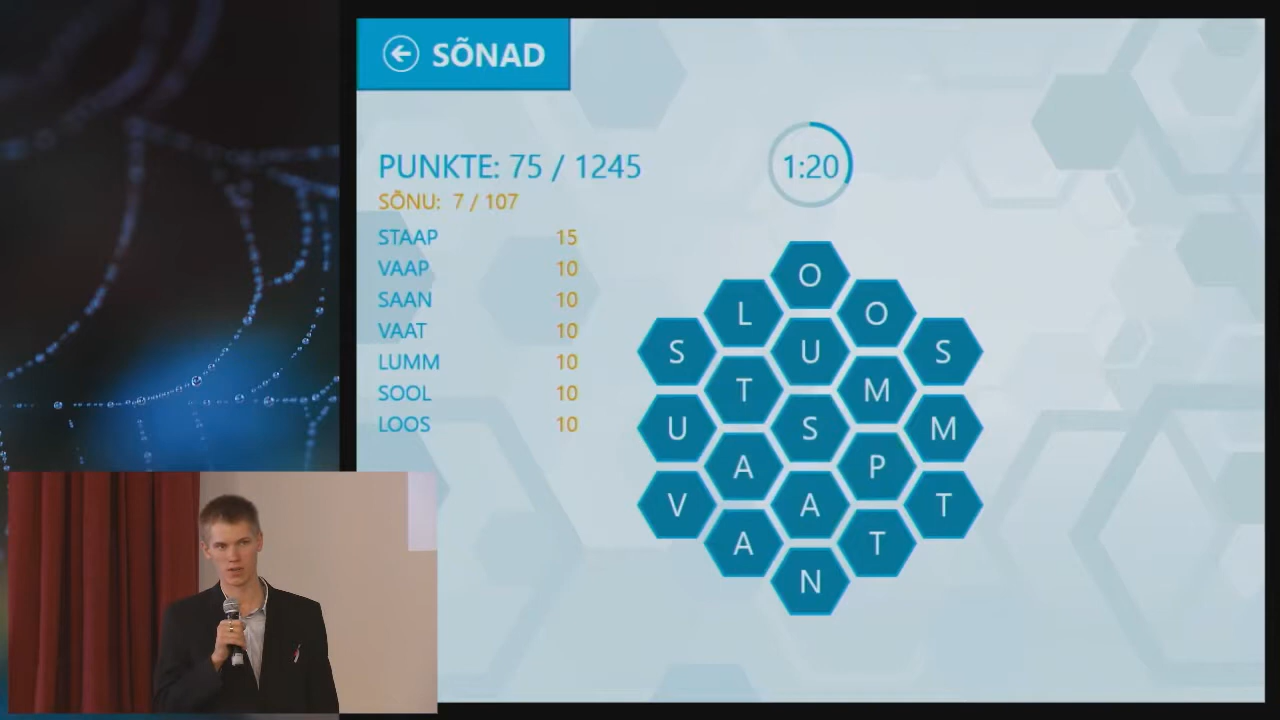 SÕNAD
PUNKTE: 75 / 1245
1:20
SÕNU: 7 / 107
STAAP 15
VAAP 10
SAAN 10
VAAT 10
LUMM 10
SOOL 10
LOOS 10
O
L O
S U S
T M
U S M
A P
V A T
A T
N